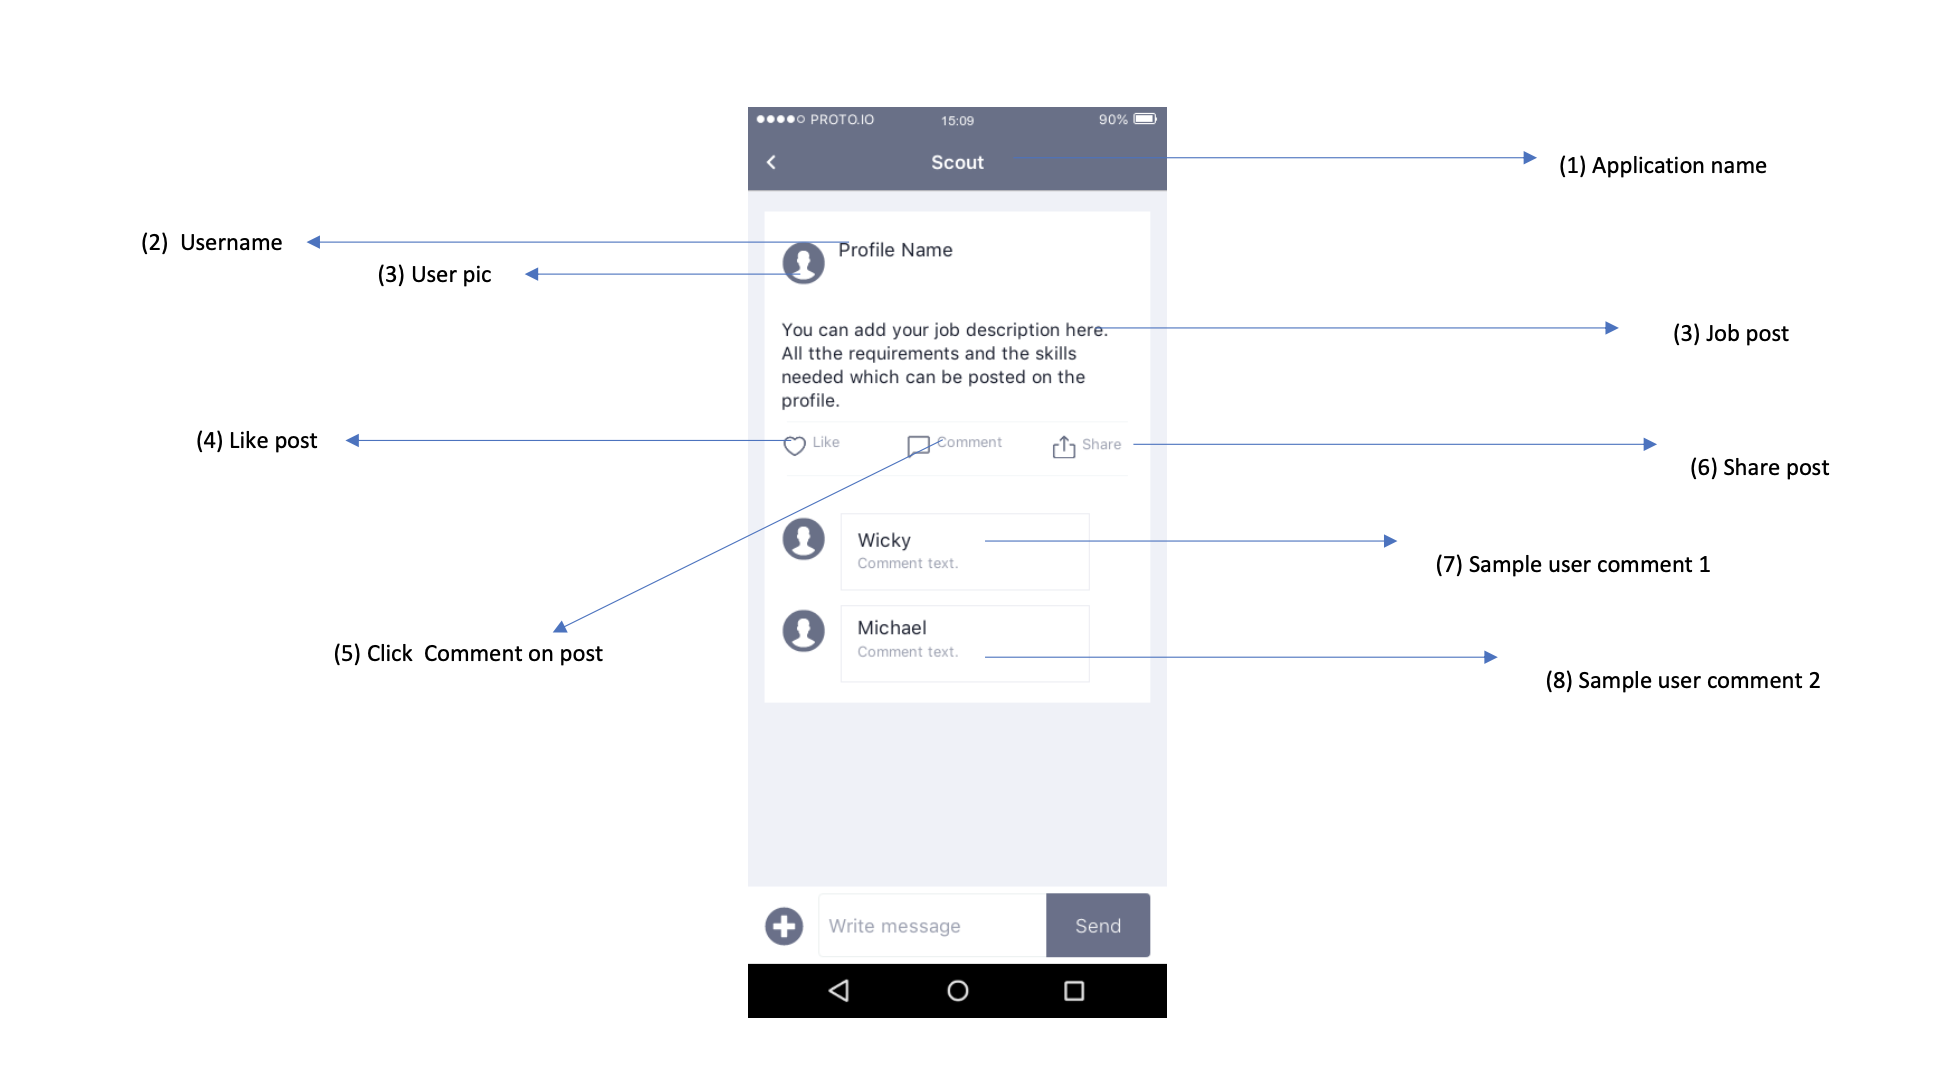 PROTO.IO 15:09 90%
Scout
(1) Application name
(2) Username
Profile Name
(3) User pic
You can add your job description here.
All tthe requirements and the skills
needed which can be posted on the
profile.
(3) Job post
(4) Like post
Like
Comment
Share
(6) Share post
Wicky
Comment text.
(7) Sample user comment 1
Michael
Comment text.
(5) Click Comment on post
(8) Sample user comment 2
Write message
Send